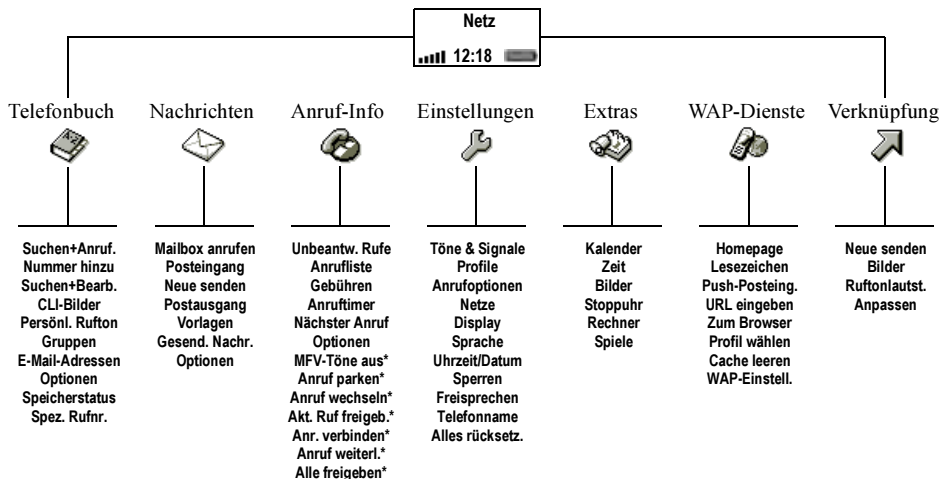 Netz
12:18
Telefonbuch
Nachrichten
Anruf-Info
Einstellungen
Extras
WAP-Dienste
Verknüpfung
Suchen+Anruf.
Nummer hinzu
Suchen+Bearb.
CLI-Bilder
Persönl. Rufton
Gruppen
E-Mail-Adressen
Optionen
Speicherstatus
Spez. Rufnr.
Mailbox anrufen
Posteingang
Neue senden
Postausgang
Vorlagen
Gesend. Nachr.
Optionen
Unbeantw. Rufe
Anrufliste
Gebühren
Anruftimer
Nächster Anruf
Optionen
MFV-Töne aus*
Anruf parken*
Anruf wechseln*
Akt. Ruf freigeb.*
Anr. verbinden*
Anruf weiterl.*
Alle freigeben*
Töne & Signale
Profile
Anrufoptionen
Netze
Display
Sprache
Uhrzeit/Datum
Sperren
Freisprechen
Telefonname
Alles rücksetz.
Kalender
Zeit
Bilder
Stoppuhr
Rechner
Spiele
Homepage
Lesezeichen
Push-Posteing.
URL eingeben
Zum Browser
Profil wählen
Cache leeren
WAP-Einstell.
Neue senden
Bilder
Ruftonlautst.
Anpassen